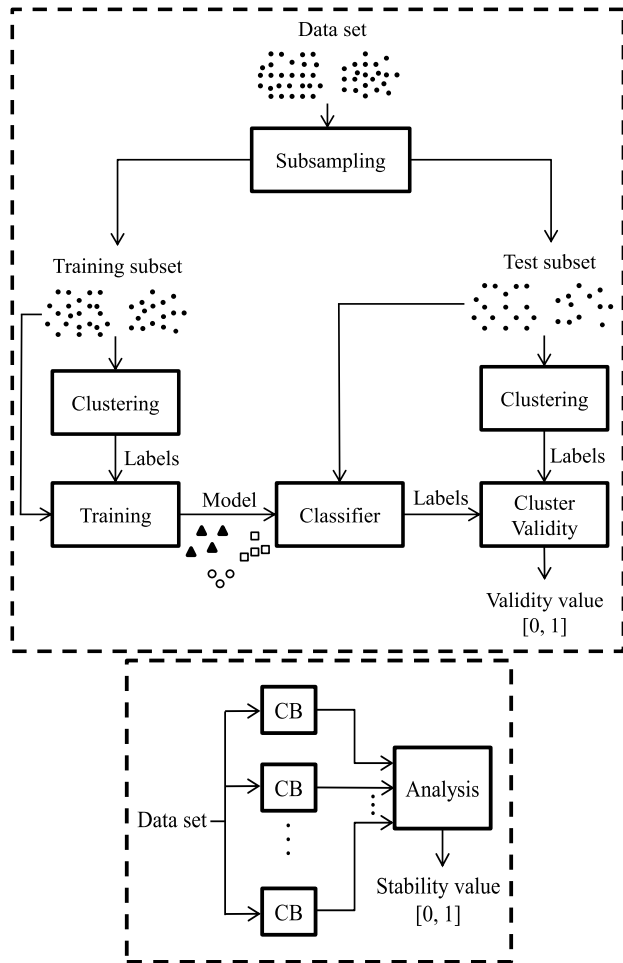 Data set
Subsampling
Training subset
Test subset
Clustering
Clustering
Labels
Labels
Training
Model
Classifier
Labels
Cluster
Validity
Validity value
[0, 1]
CB
CB
Data set
Analysis
CB
Stability value
[0, 1]